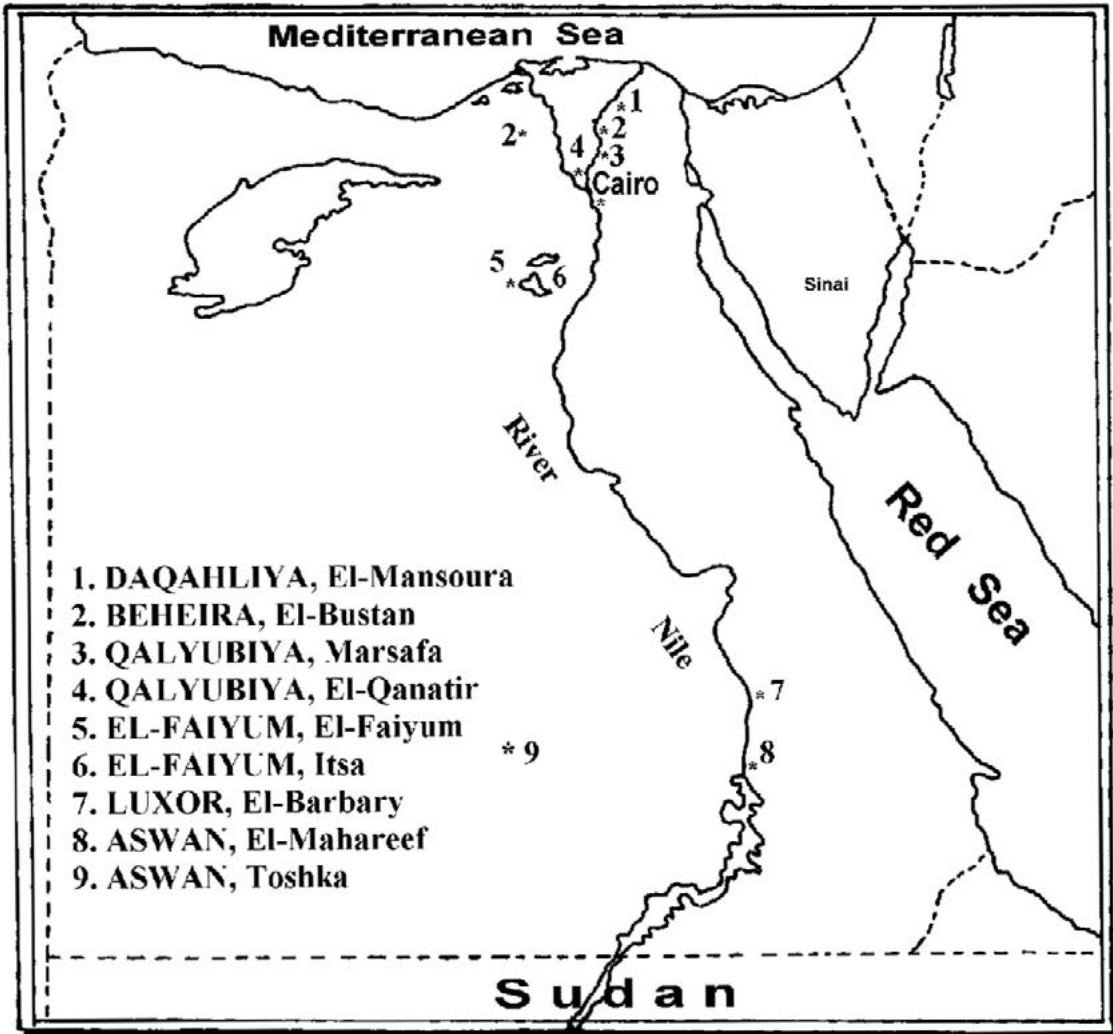 Mediterranean Sea
1
2
2
4
3
Cairo
5
6
Sinai
River
Red Sea
Nile
1. DAQAHLIYA, El-Mansoura
2. BEHEIRA, El-Bustan
3. QALYUBIYA, Marsafa
4. QALYUBIYA, El-Qanatir
5. EL-FAIYUM, El-Faiyum
6. EL-FAIYUM, Itsa
7. LUXOR, El-Barbary
8. ASWAN, El-Mahareef
9. ASWAN, Toshka
7
8
* 9
Sudan